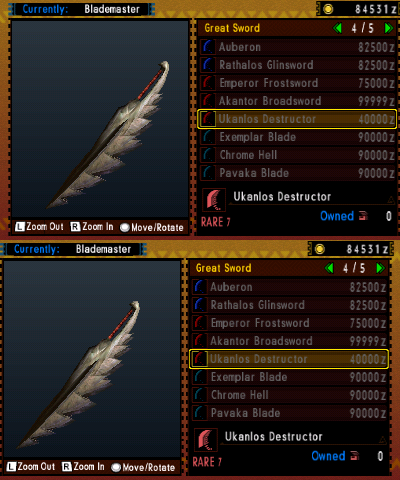 Currently: Blademaster
84531z
Great Sword 4/5
Auberon 82500z
Rathalos Glinsword 82500z
Emperor Frostsword 75000z
Akantor Broadsword 99999z
Ukanlos Destructor 40000z
Exemplar Blade 90000z
Chrome Hell 90000z
Pavaka Blade 90000z
Ukanlos Destructor
RARE 7 Owned 0
L Zoom Out R Zoom In Move/Rotate
Currently: Blademaster
84531z
Great Sword 4/5
Auberon 82500z
Rathalos Glinsword 82500z
Emperor Frostsword 75000z
Akantor Broadsword 99999z
Ukanlos Destructor 40000z
Exemplar Blade 90000z
Chrome Hell 90000z
Pavaka Blade 90000z
Ukanlos Destructor
RARE 7 Owned 0
L Zoom Out R Zoom In Move/Rotate